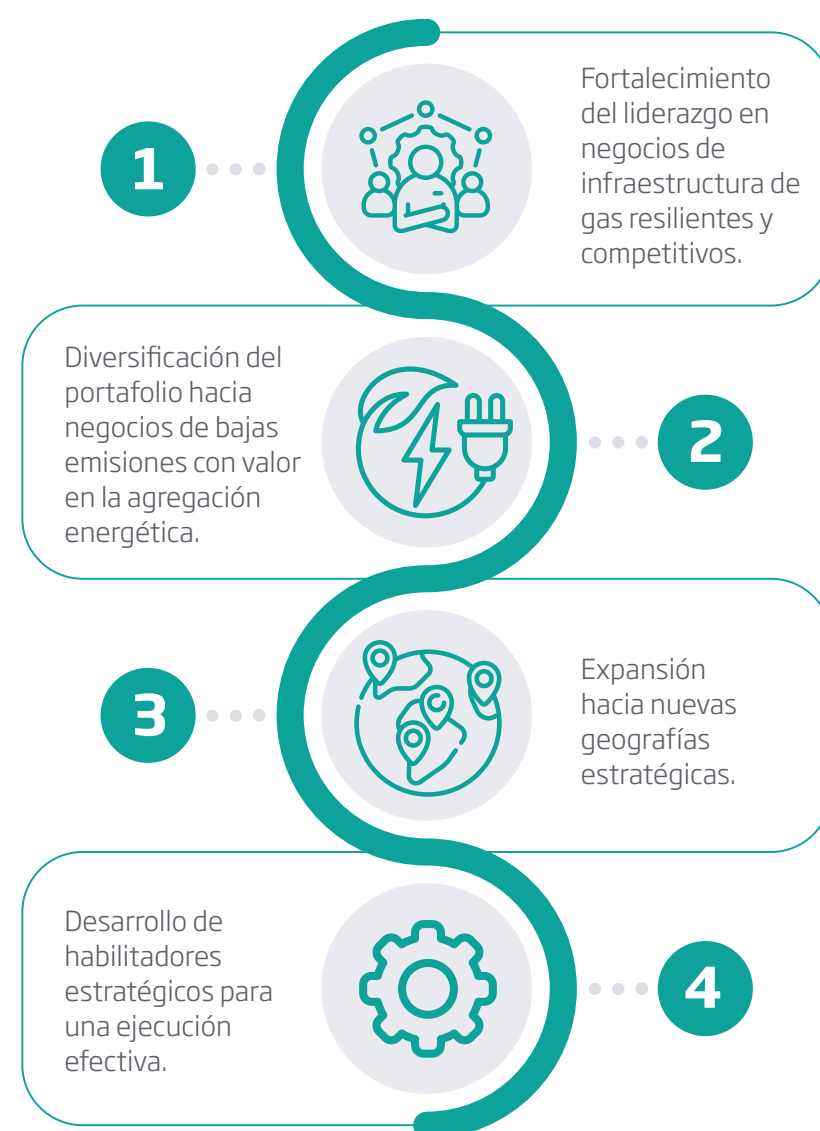 1
Fortalecimiento
del liderazgo en
negocios de
infraestructura de
gas resilientes y
competitivos.
Diversificación del
portafolio hacia
negocios de bajas
emisiones con valor
en la agregación
energética.
2
3
Expansión
hacia nuevas
geografías
estratégicas.
Desarrollo de
habilitadores
estratégicos para
una ejecución
efectiva.
4